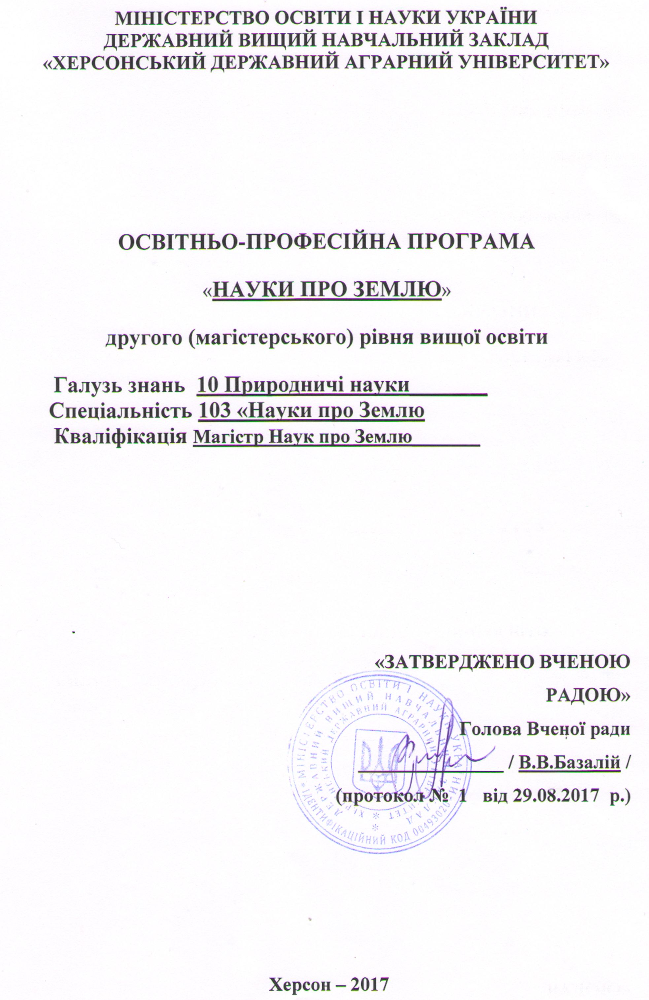 МІНІСТЕРСТВО ОСВІТИ І НАУКИ УКРАЇНИ
ДЕРЖАВНИЙ ВИЩИЙ НАВЧАЛЬНИЙ ЗАКЛАД
«ХЕРСОНСЬКИЙ ДЕРЖАВНИЙ АГРАРНИЙ УНІВЕРСИТЕТ»
ОСВІТНЬО-ПРОФЕСІЙНА ПРОГРАМА
«НАУКИ ПРО ЗЕМЛЮ»
другого (магістерського) рівня вищої освіти
Галузь знань 10 Природничі науки
Спеціальність 103 «Науки про Землю
Кваліфікація Магістр Наук про Землю
«ЗАТВЕРДЖЕНО ВЧЕНОЮ
РАДОЮ»
Голова Вченої ради
/ В.В.Базалій /
(протокол № 1 від 29.08.2017 р.)
МІНІСТЕРСТВО ОСВІТИ І НАУКИ УКРАЇНИ
* ІДЕНТИФІКАЦІЙНИЙ КОД 00493020
ДЕРЖАВНИЙ ВИЩИЙ НАВЧАЛЬНИЙ ЗАКЛАД *
ХЕРСОНСЬКИЙ ДЕРЖАВНИЙ АГРАРНИЙ УНІВЕРСИТЕТ *
Херсон – 2017